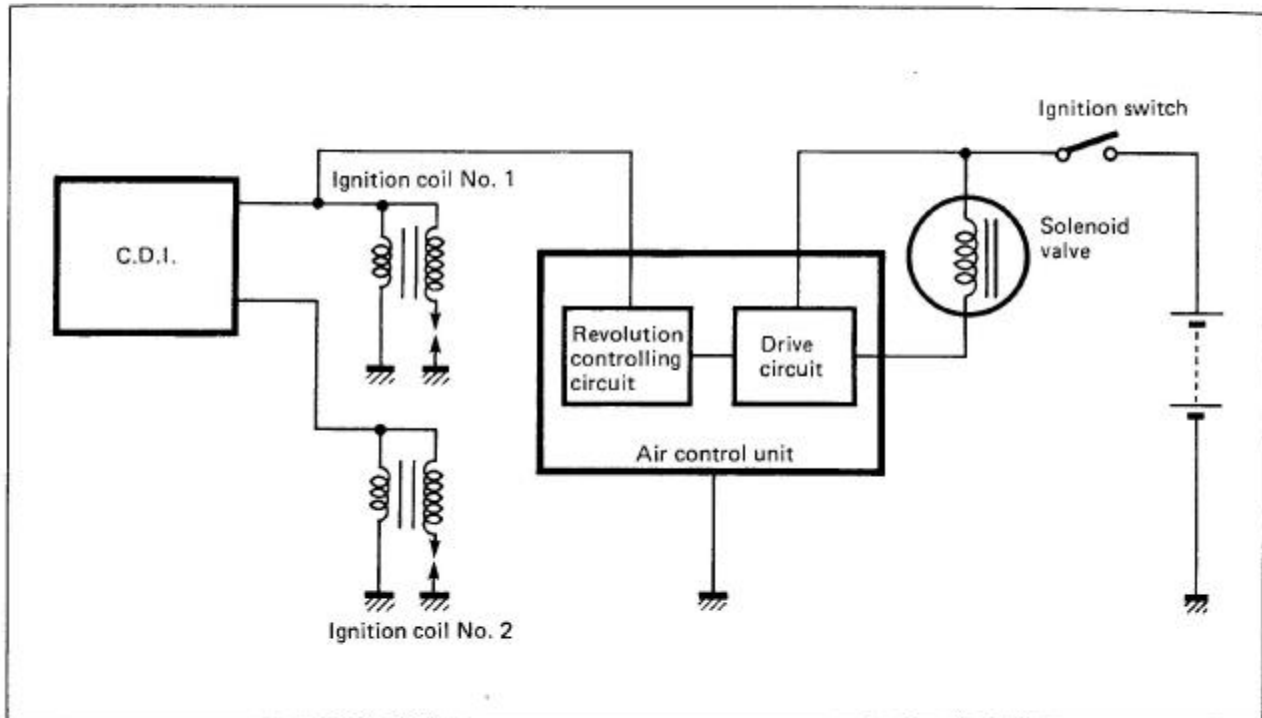 Ignition switch
Ignition coil No. 1
C.D.I.
Solenoid
valve
Revolution
controlling
circuit
Drive
circuit
Air control unit
Ignition coil No. 2